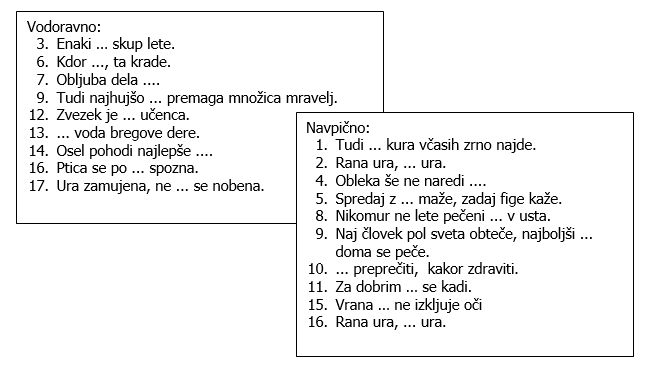 Vodoravno:
3. Enaki ... skup lete.
6. Kdor ..., ta krade.
7. Obljuba dela ....
9. Tudi najhujšo ... premaga množica mravelj.
12. Zvezek je ... učenca.
13. ... voda bregove dere.
14. Osel pohodi najlepše ....
16. Ptica se po ... spozna.
17. Ura zamujena, ne ... se nobena.
Navpično:
1. Tudi ... kura včasih zrno najde.
2. Rana ura, ... ura.
4. Obleka še ne naredi ....
5. Spredaj z ... maže, zadaj fige kaže.
8. Nikomur ne lete pečeni ... v usta.
9. Naj človek pol sveta obteče, najboljši ...
doma se peče.
10. ... preprečiti, kakor zdraviti.
11. Za dobrim ... se kadi.
15. Vrana ... ne izkljuje oči
16. Rana ura, ... ura.